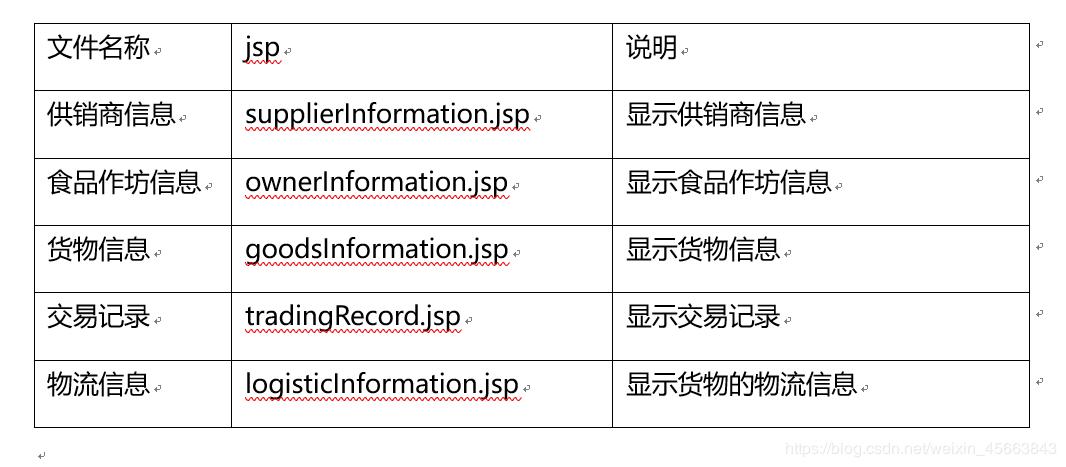 文件名称 jsp 说明
供销商信息 supplierInformation.jsp 显示供销商信息
食品作坊信息 ownerInformation.jsp 显示食品作坊信息
货物信息 goodsInformation.jsp 显示货物信息
交易记录 tradingRecord.jsp 显示交易记录
物流信息 logisticInformation.jsp 显示货物的物流信息
https://blog.csdn.net/weixin_45663843